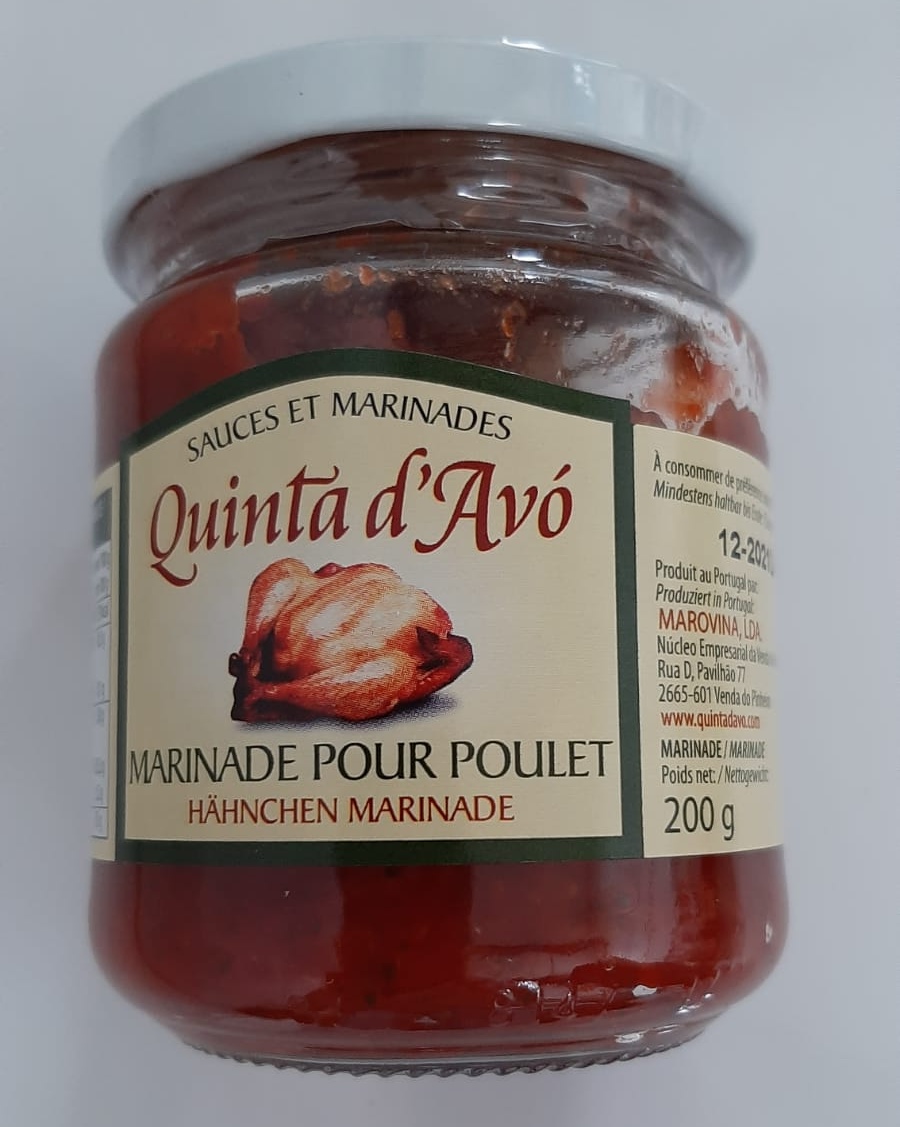 SAUCES ET MARINADES
Quinta d'Avó
MARINADE POUR POULET
HÄHNCHEN MARINADE
À consommer de
Mindestens haltbar bis Ende
Produit au Portugal par:
Produziert in Portugal:
MAROVINA, LDA.
Núcleo Empresarial da
Rua D, Pavilhão 77
2665-601 Venda do
www.quintadavo.com
MARINADE / MARINADE
Poids net: / Nettogewicht:
200 g